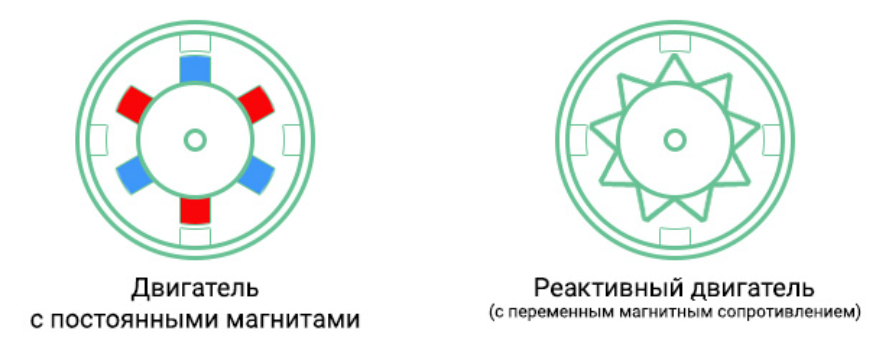 Двигатель
с постоянными магнитами
Реактивный двигатель
(с переменным магнитным сопротивлением)